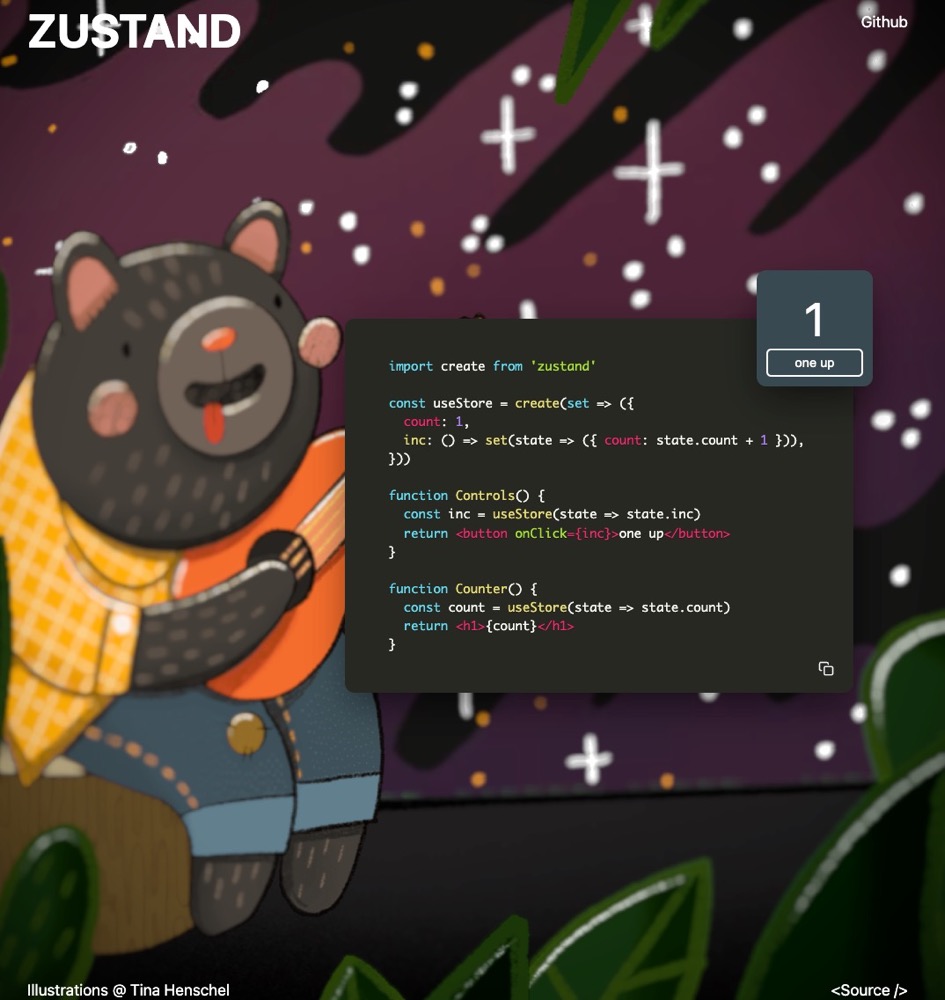 ZUSTAND
Github
1
one up
import create from 'zustand'
const useStore = create(set => ({
  count: 1,
  inc: () => set(state => ({ count: state.count + 1 })),
}))
function Controls() {
  const inc = useStore(state => state.inc)
  return <button onClick={inc}>one up</button>
}
function Counter() {
  const count = useStore(state => state.count)
  return <h1>{count}</h1>
}
Illustrations @ Tina Henschel
<Source />